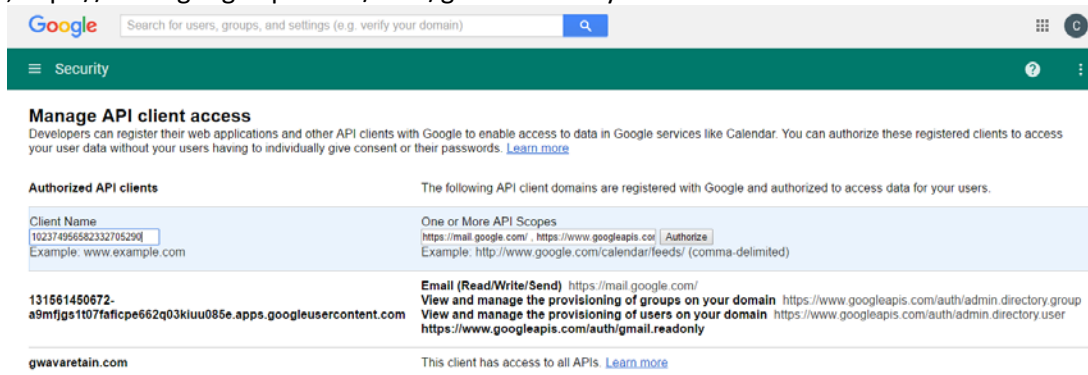 Google Search for users, groups, and settings (e.g. verify your domain) C
Security
Manage API client access
Developers can register their web applications and other API clients with Google to enable access to data in Google services like Calendar. You can authorize these registered clients to access
your user data without your users having to individually give consent or their passwords. Learn more
Authorized API clients The following API client domains are registered with Google and authorized to access data for your users.
Client Name One or More API Scopes
102374956582332705290 https://mail.google.com/ , https://www.googleapis.cor Authorize
Example: www.example.com Example: http://www.google.com/calendar/feeds/ (comma-delimited)
Email (Read/Write/Send) https://mail.google.com/
131561450672- View and manage the provisioning of groups on your domain https://www.googleapis.com/auth/admin.directory.group
a9mfjgs1t07faficpe662q03kiuu085e.apps.googleusercontent.com View and manage the provisioning of users on your domain https://www.googleapis.com/auth/admin.directory.user
https://www.googleapis.com/auth/gmail.readonly
gwavaretain.com This client has access to all APIs. Learn more